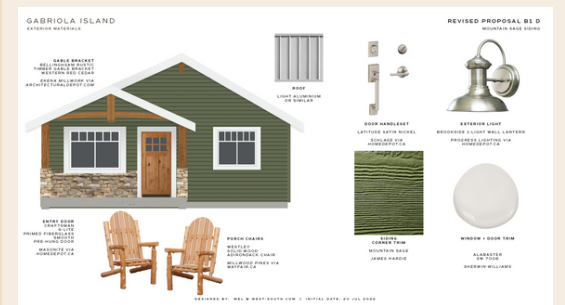 GABRIOLA ISLAND
EXTERIOR MATERIALS
REVISED PROPOSAL B1 D
MOUNTAIN SAGE SIDING
GABLE BRACKET
BELLINGHAM RUSTIC
TIMBER GABLE BRACKET
WESTERN RED CEDAR
EKENA MILLWORK VIA
ARCHITECTURALDEPOT.COM
ROOF
LIGHT ALUMINIUM
OR SIMILAR
DOOR HANDLESET
LATITUDE SATIN NICKEL
SCHLAGE VIA
HOMEDEPOT.CA
EXTERIOR LIGHT
BROOKSIDE 1-LIGHT WALL LANTERN
PROGRESS LIGHTING VIA
HOMEDEPOT.CA
ENTRY DOOR
CRAFTSMAN
6-LITE
PRIMED FIBERGLASS
SMOOTH
PRE-HUNG DOOR
MASONITE VIA
HOMEDEPOT.CA
PORCH CHAIRS
WESTLEY
SOLID WOOD
ADIRONDACK CHAIR
MILLWOOD PINES VIA
WAYFAIR.CA
SIDING
CORNER TRIM
MOUNTAIN SAGE
JAMES HARDIE
WINDOW + DOOR TRIM
ALABASTER
SW 7008
SHERWIN-WILLIAMS
DESIGNED BY: MEL @ WEST-SOUTH.COM | INITIAL DATE: 20 JUL 2022